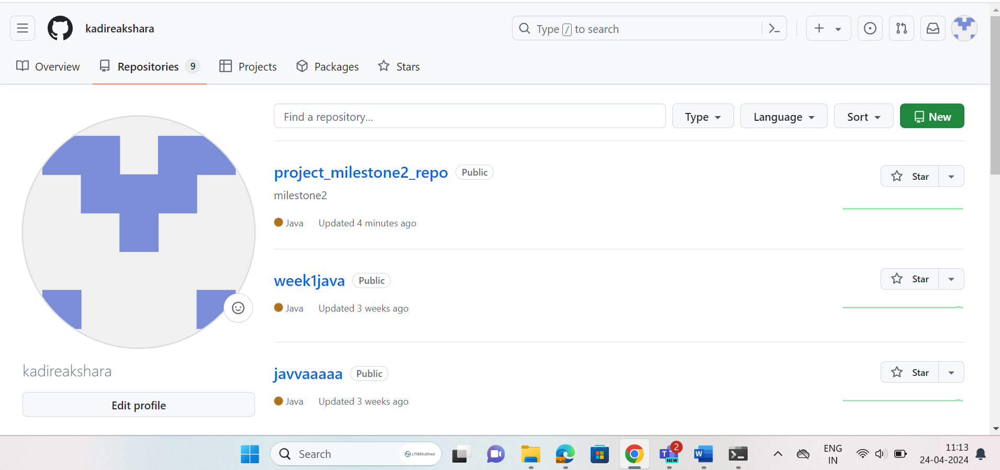 kadireakshara
Type / to search
Overview
Repositories 9
Projects
Packages
Stars
Find a repository...
Type
Language
Sort
New
project_milestone2_repo Public
Star
milestone2
Java Updated 4 minutes ago
week1java Public
Star
Java Updated 3 weeks ago
javvaaaaa Public
Star
Java Updated 3 weeks ago
kadireakshara
Edit profile
Search
LTIMindtree
T
2
NEW
W
ENG
IN
11:13
24-04-2024